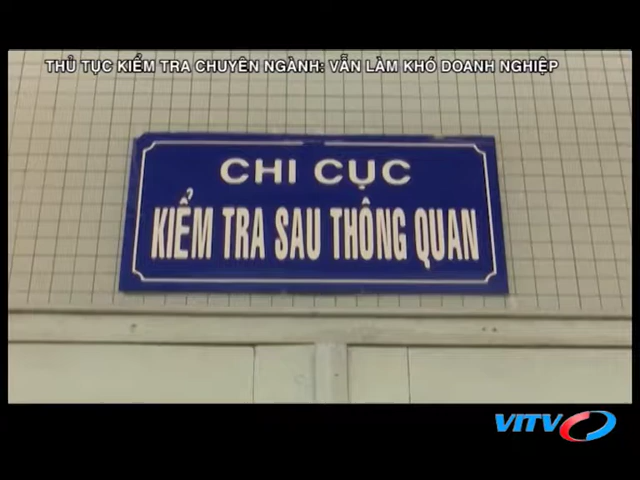 THỦ TỤC KIỂM TRA CHUYÊN NGÀNH: VẪN LÀM KHÓ DOANH NGHIỆP
CHI CỤC
KIỂM TRA SAU THÔNG QUAN
VITV